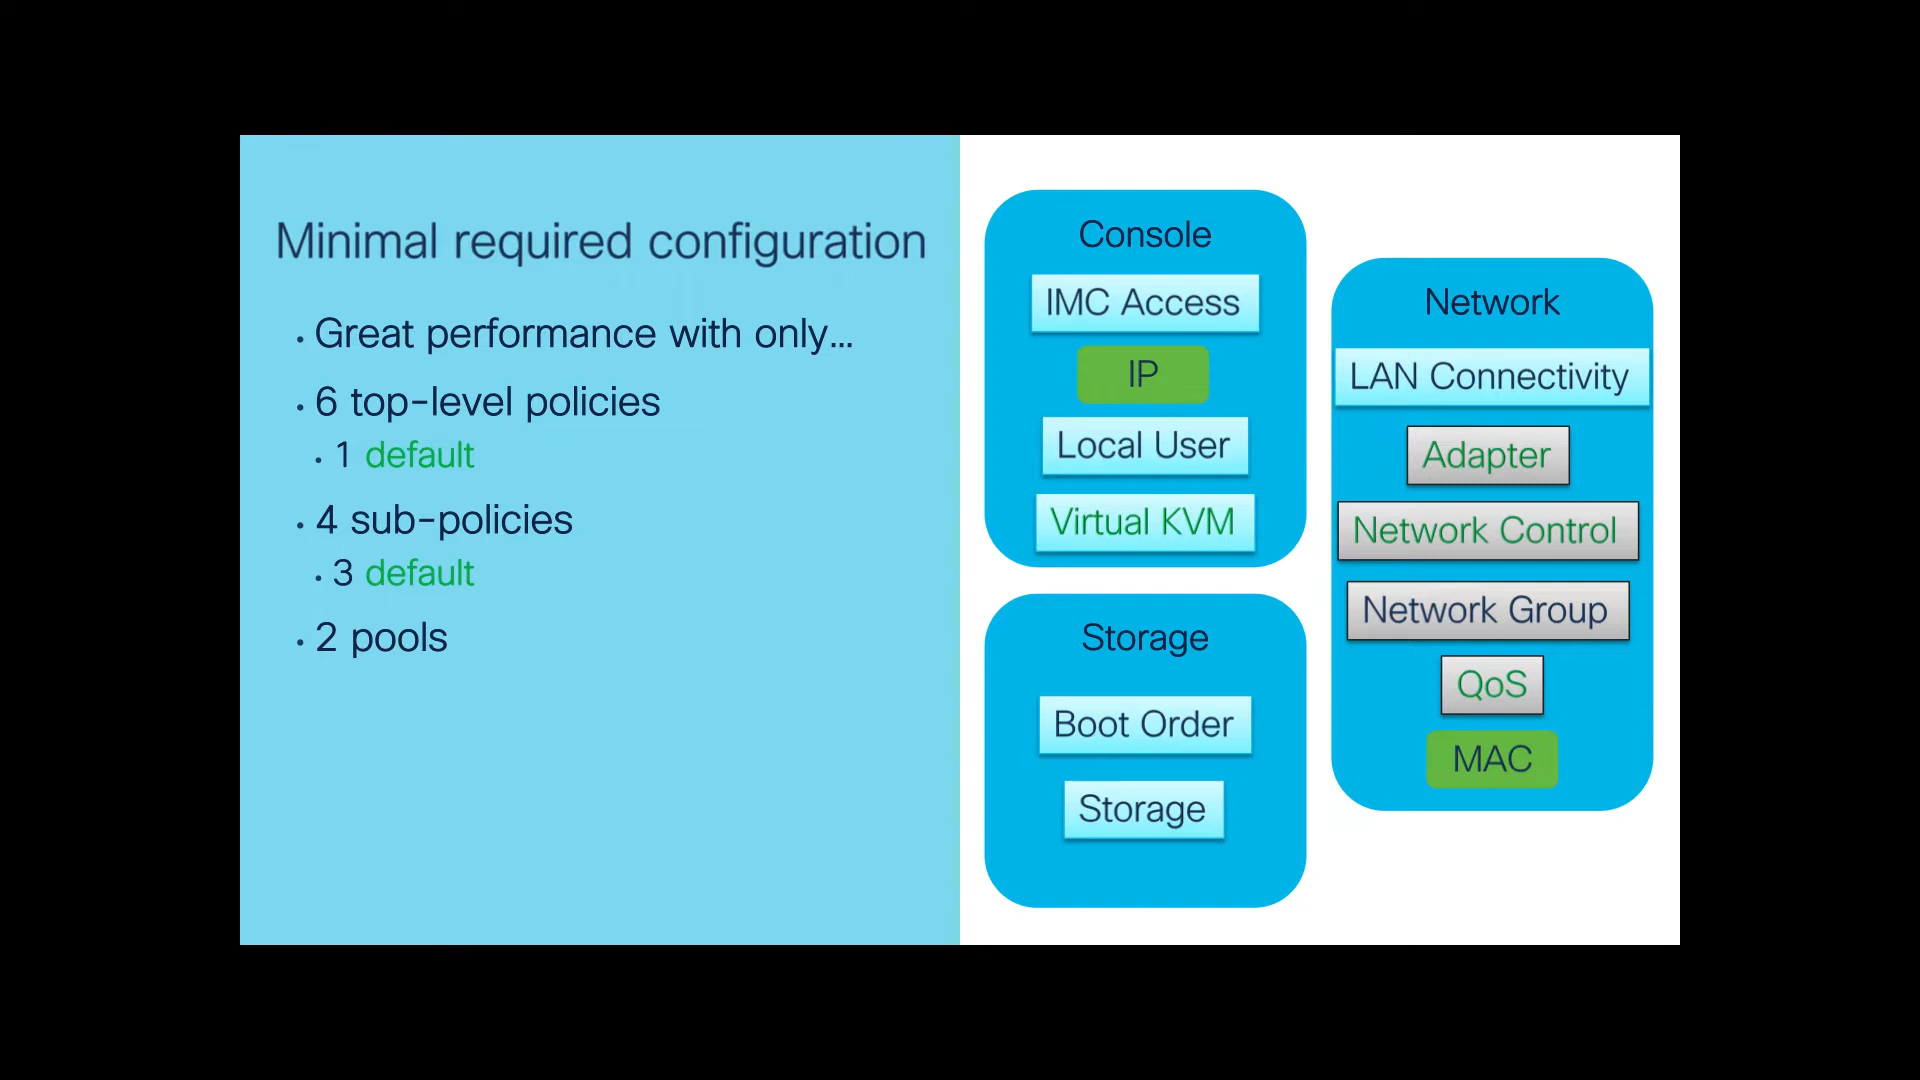 Minimal required configuration
• Great performance with only...
• 6 top-level policies
• 1 default
• 4 sub-policies
• 3 default
• 2 pools
Console
IMC Access
IP
Local User
Virtual KVM
Storage
Boot Order
Storage
Network
LAN Connectivity
Adapter
Network Control
Network Group
QoS
MAC